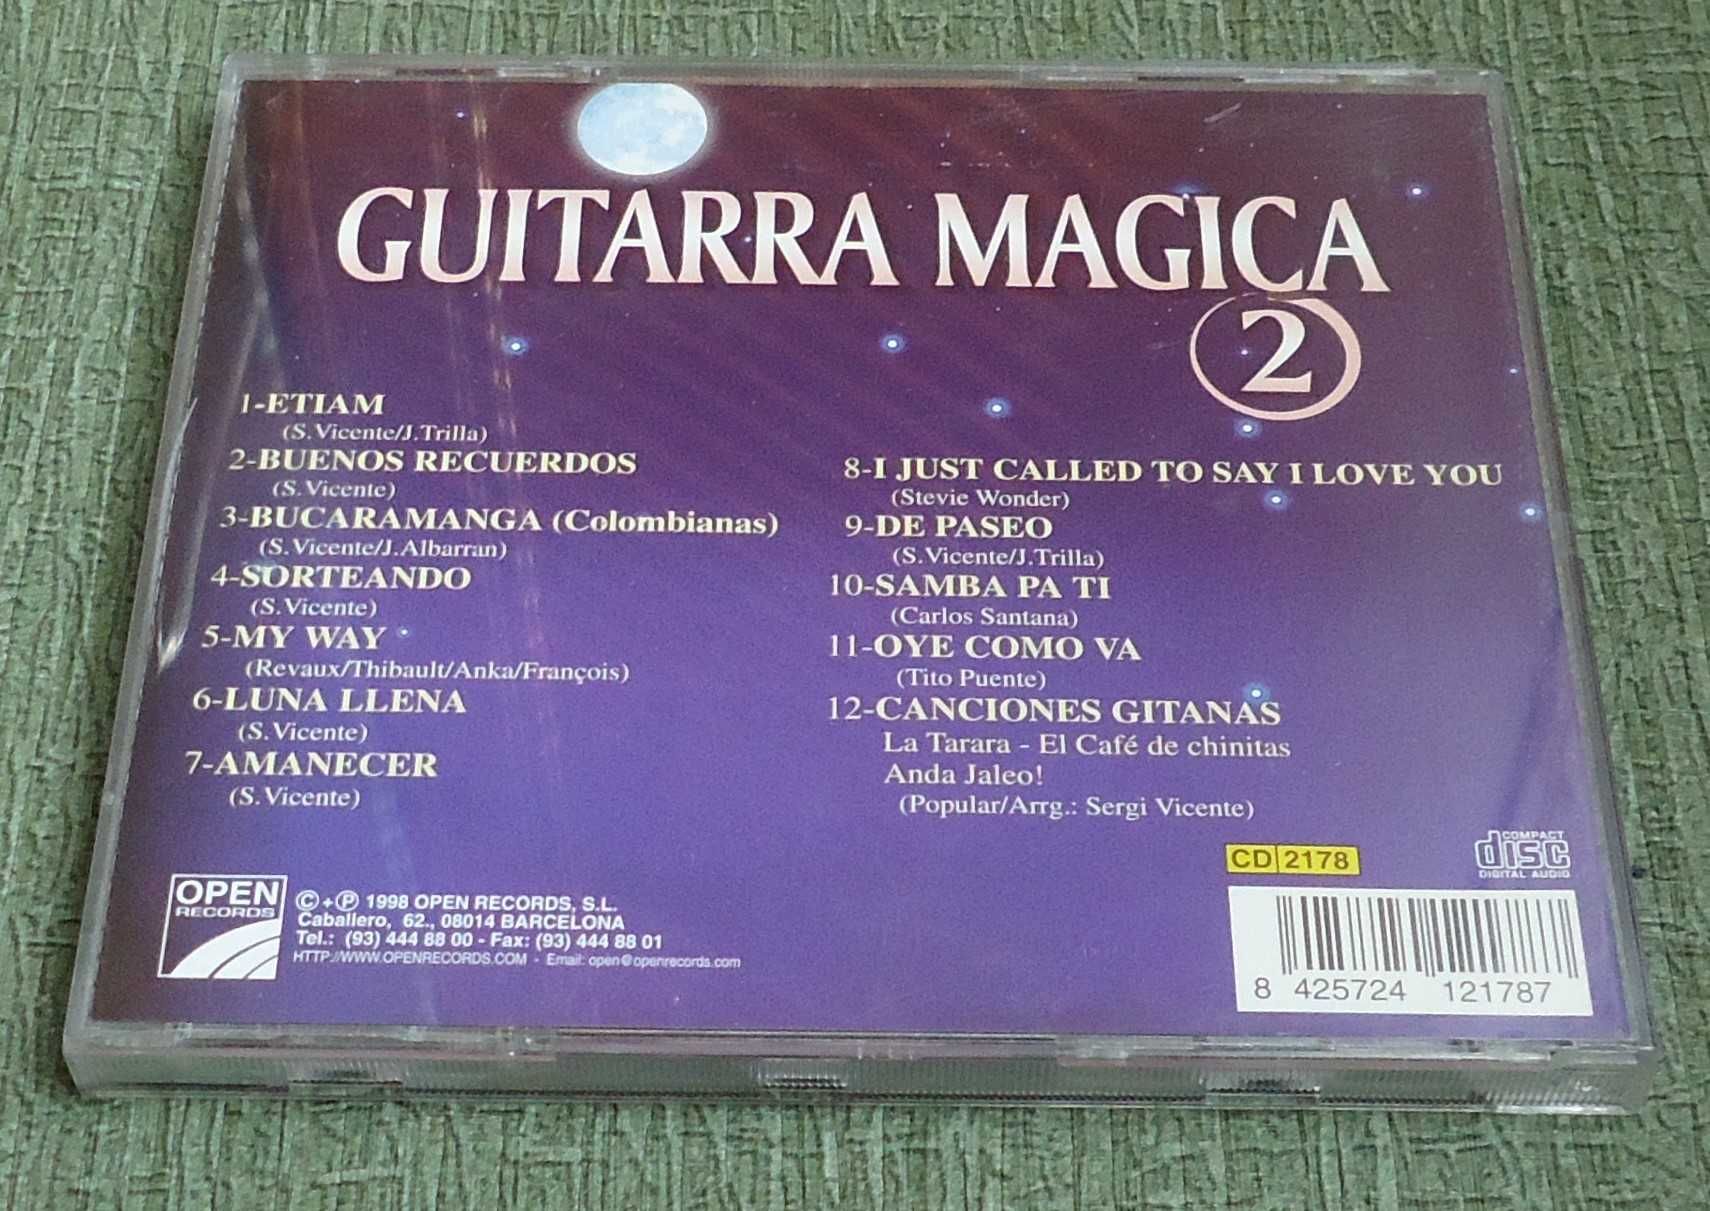 GUITARRA MAGICA
2
1-ETIAM
(S.Vicente/J.Trilla)
2-BUENOS RECUERDOS
(S.Vicente)
3-BUCARAMANGA (Colombianas)
(S.Vicente/J.Albarran)
4-SORTEANDO
(S.Vicente)
5-MY WAY
(Revaux/Thibault/Anka/François)
6-LUNA LLENA
(S.Vicente)
7-AMANECER
(S.Vicente)
8-I JUST CALLED TO SAY I LOVE YOU
(Stevie Wonder)
9-DE PASEO
(S.Vicente/J.Trilla)
10-SAMBA PA TI
(Carlos Santana)
11-OYE COMO VA
(Tito Puente)
12-CANCIONES GITANAS
La Tarara - El Café de chinitas
Anda Jaleo!
(Popular/Arrg.: Sergi Vicente)
OPEN
RECORDS
©+℗ 1998 OPEN RECORDS, S.L.
Caballero, 62., 08014 BARCELONA
Tel.: (93) 444 88 00 - Fax: (93) 444 88 01
HTTP://WWW.OPENRECORDS.COM - Email: open@openrecords.com
CD 2178
COMPACT
disc
DIGITAL AUDIO
8 425724 121787